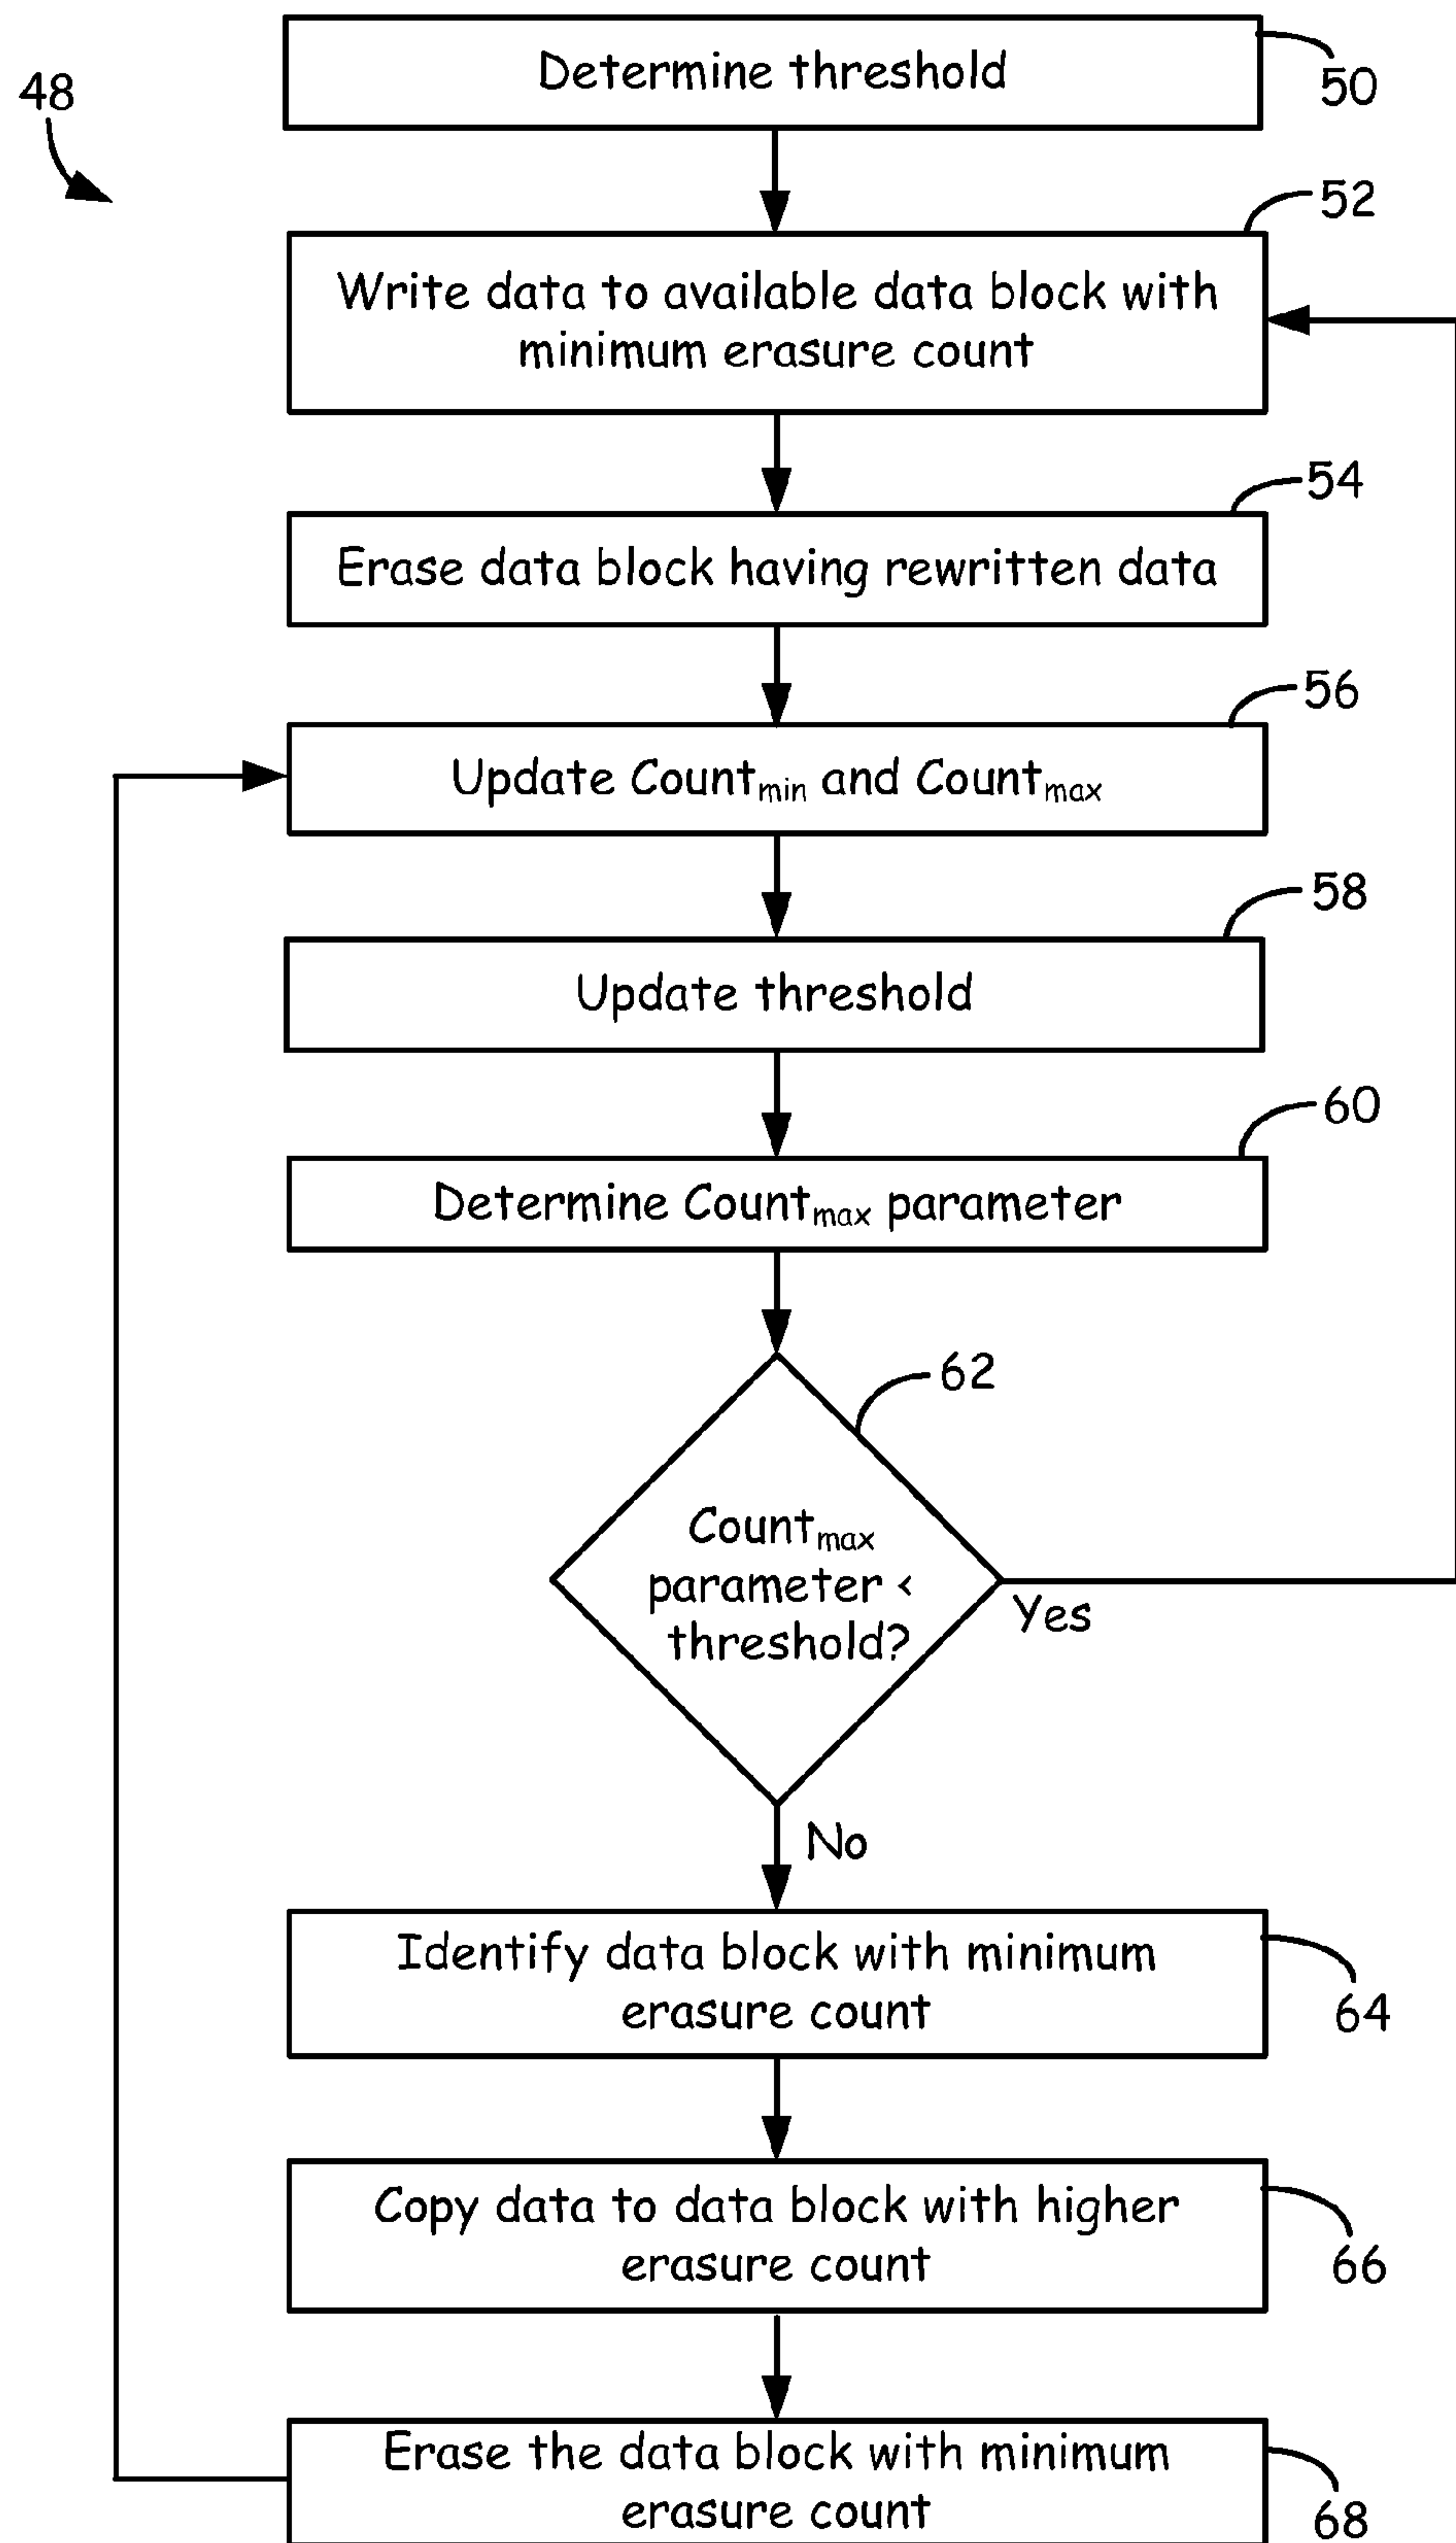 Determine threshold
50
48
52
Write data to available data block with
minimum erasure count
54
Erase data block having rewritten data
56
Update Countmin and Countmax
58
Update threshold
60
Determine Countmax parameter
62
Countmax
parameter <
threshold?
Yes
No
Identify data block with minimum
erasure count
64
Copy data to data block with higher
erasure count
66
Erase the data block with minimum
erasure count
68